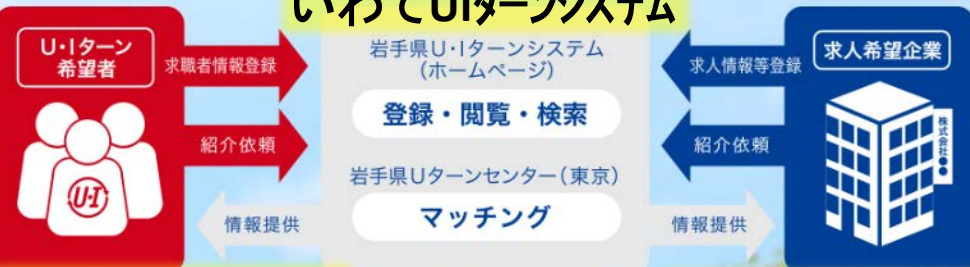 いわてUIターンシステム
U・Iターン
希望者
求職者情報登録
紹介依頼
情報提供
U・I
岩手県U・Iターンシステム
(ホームページ)
登録・閲覧・検索
岩手県Uターンセンター(東京)
マッチング
求人情報等登録
紹介依頼
情報提供
求人希望企業
株式会社●●